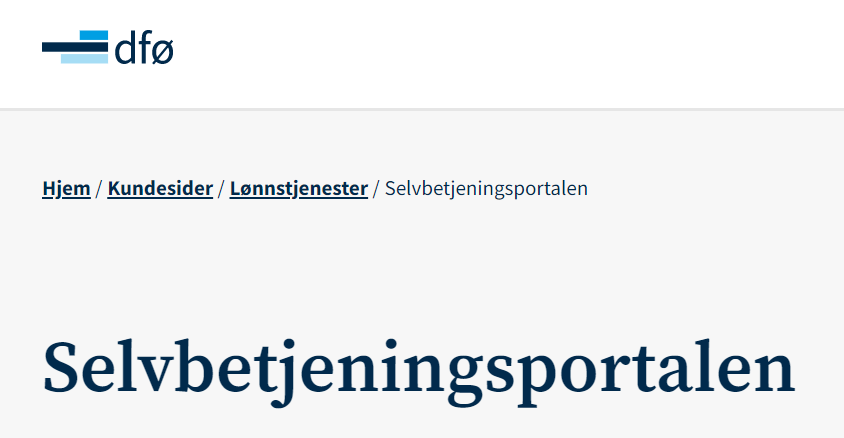 dfø
Hjem / Kundesider / Lønnstjenester / Selvbetjeningsportalen
Selvbetjeningsportalen